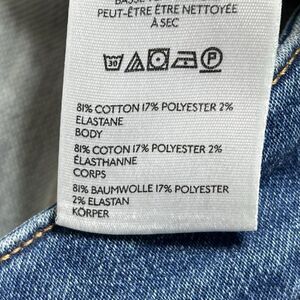 PEUT-ÊTRE ÊTRE NETTOYÉE
À SEC
30 P
81% COTTON 17% POLYESTER 2%
ELASTANE
BODY
81% COTON 17% POLYESTER 2%
ÉLASTHANNE
CORPS
81% BAUMWOLLE 17% POLYESTER
2% ELASTAN
KÖRPER